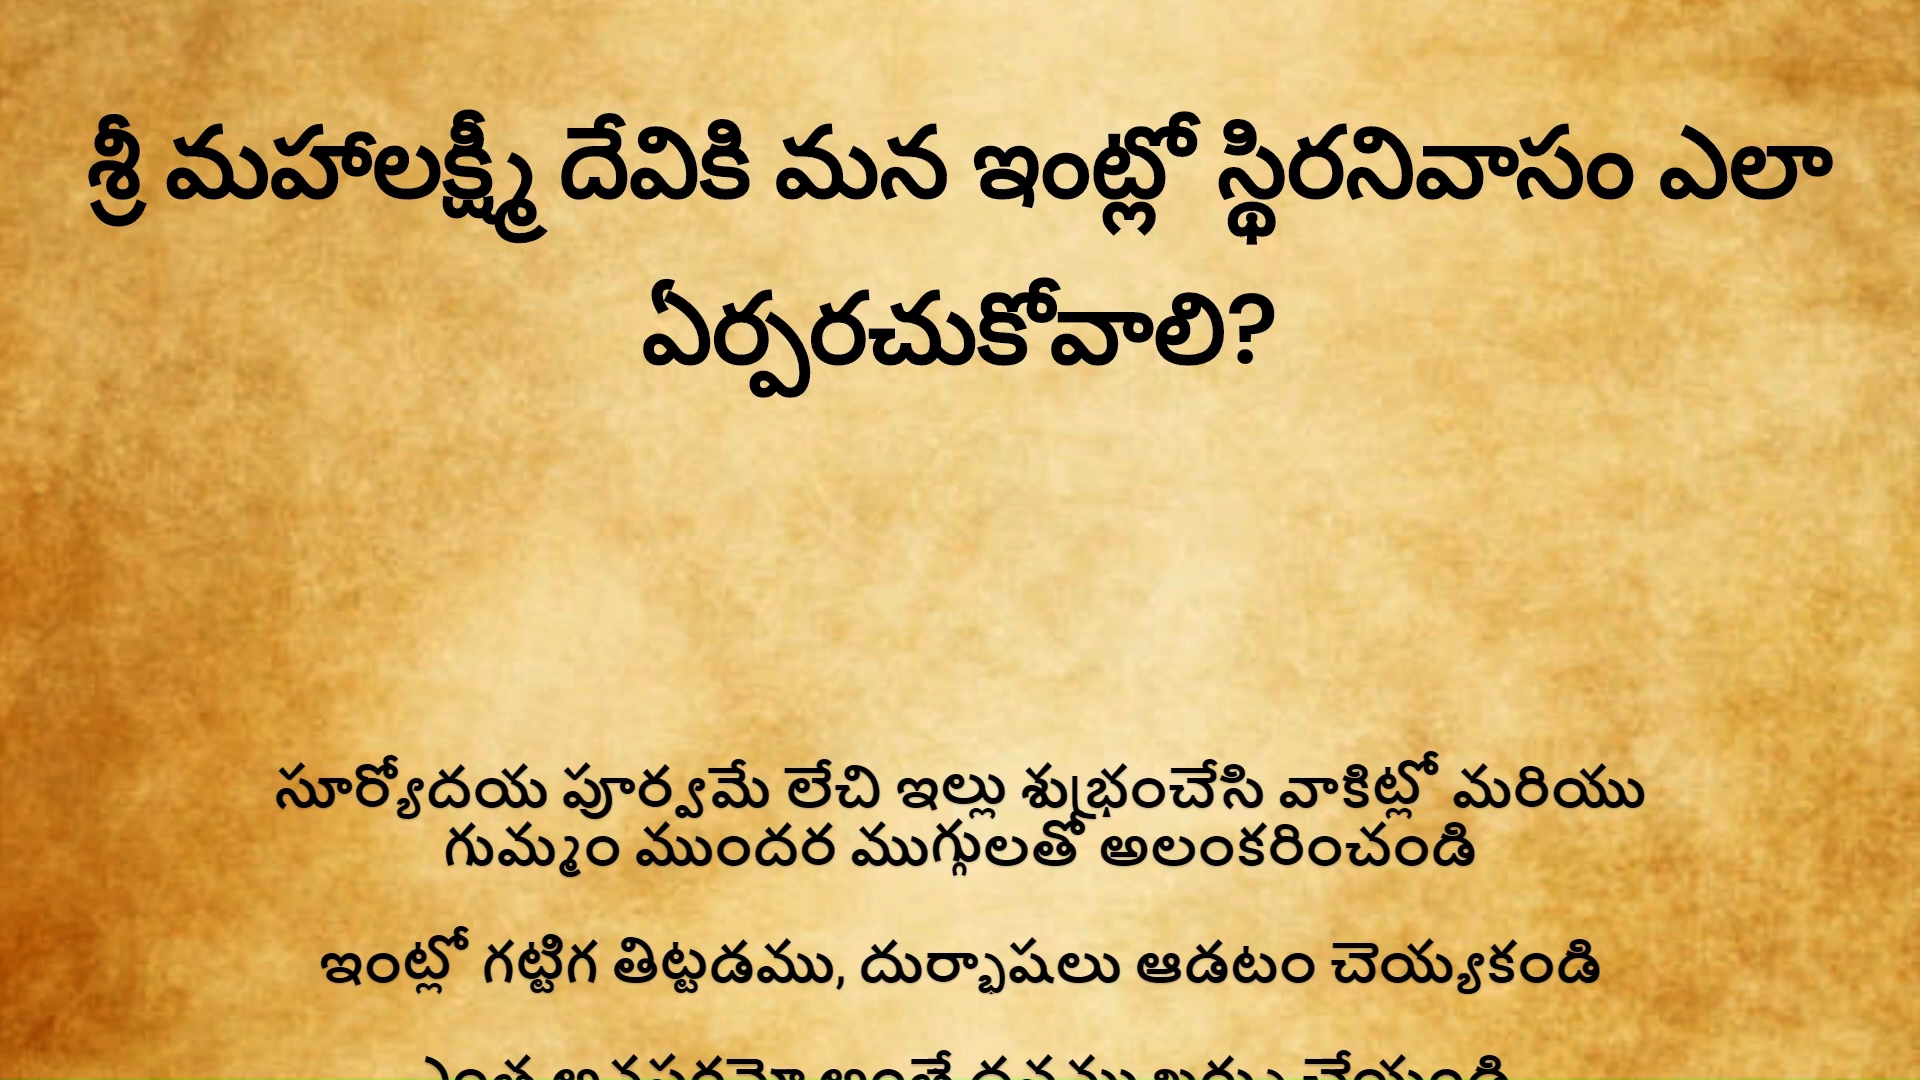 శ్రీ మహాలక్ష్మీ దేవికి మన ఇంట్లో స్థిరనివాసం ఎలా
ఏర్పరచుకోవాలి?
సూర్యోదయ పూర్వమే లేచి ఇల్లు శుభ్రంచేసి వాకిట్లో మరియు
గుమ్మం ముందర ముగ్గులతో అలంకరించండి
ఇంట్లో గట్టిగ తిట్టడము, దుర్భాషలు ఆడటం చెయ్యకండి